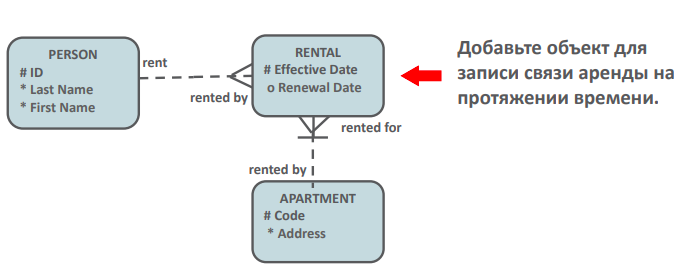 PERSON
# ID
* Last Name
* First Name
rent
rented by
RENTAL
# Effective Date
o Renewal Date
Добавьте объект для
записи связи аренды на
протяжении времени.
rented for
rented by
APARTMENT
# Code
* Address